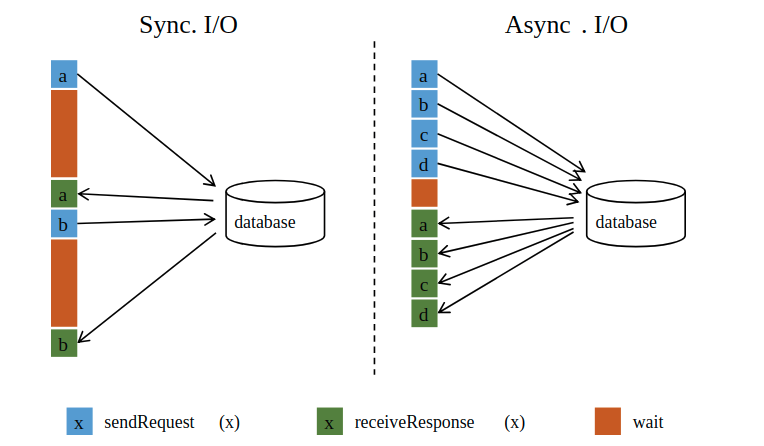 Sync. I/O
a
a
b
b
database
Async . I/O
a
b
c
d
a
b
c
d
database
x sendRequest (x)
x receiveResponse (x)
wait